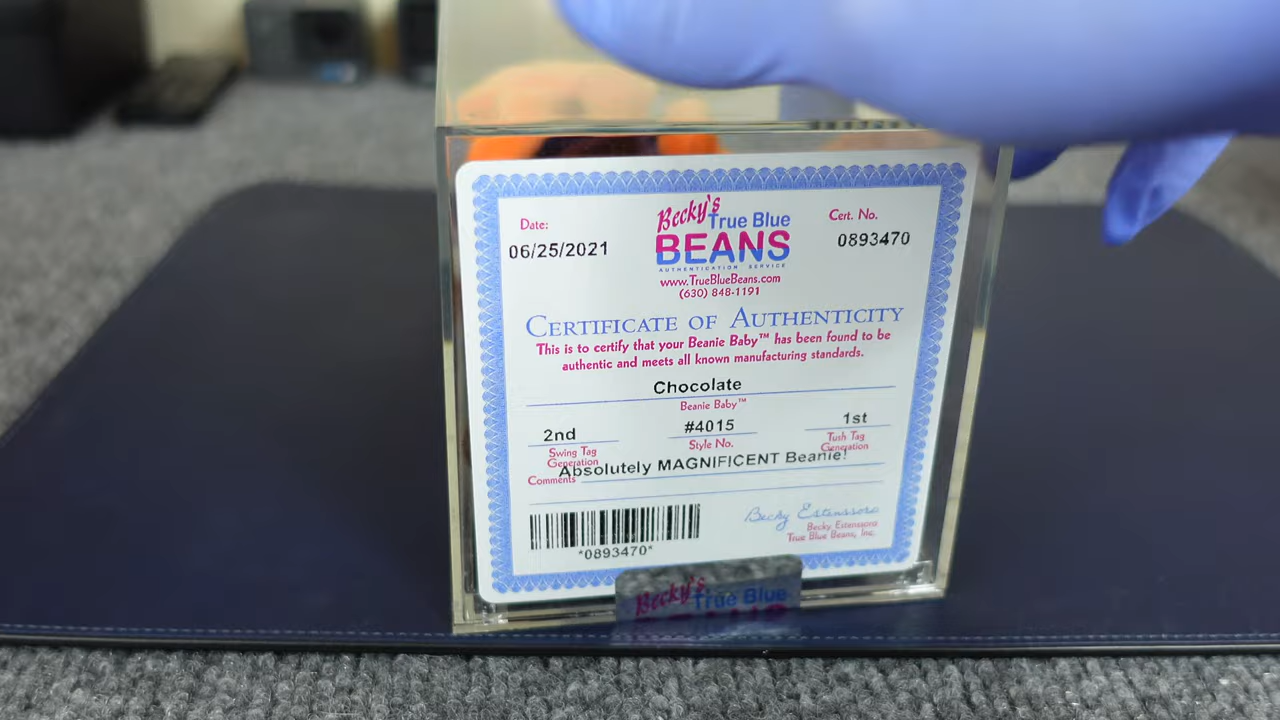 Date:
06/25/2021
Becky's
True Blue
BEANS
AUTHENTICATION SERVICE
www.TrueBlueBeans.com
(630) 848-1191
Cert. No.
0893470
CERTIFICATE OF AUTHENTICITY
This is to certify that your Beanie Baby™ has been found to be
authentic and meets all known manufacturing standards.
Chocolate
Beanie Baby™
2nd
Swing Tag
Generation
#4015
Style No.
1st
Tush Tag
Generation
Absolutely MAGNIFICENT Beanie!
Comments
*0893470*
Becky Estenssoro
Becky Estenssoro
True Blue Beans, Inc.
Becky's
True Blue
BEANS